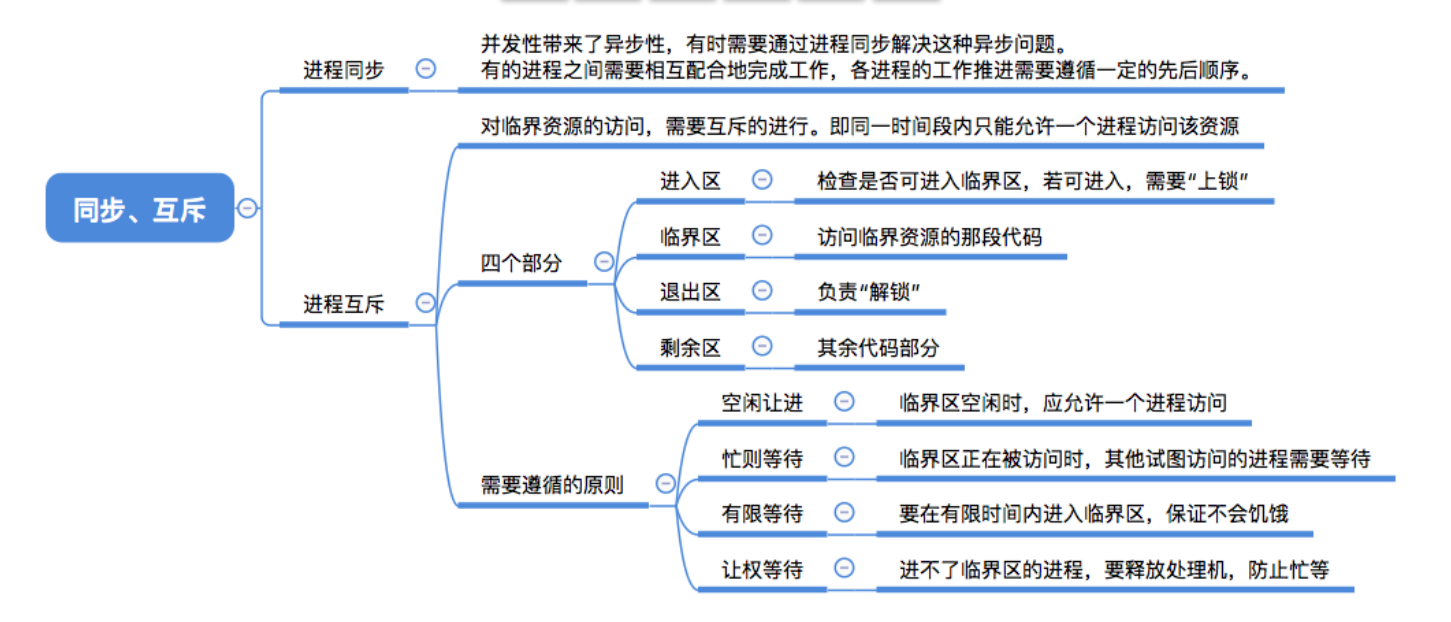 同步、互斥
进程同步
并发性带来了异步性，有时需要通过进程同步解决这种异步问题。
有的进程之间需要相互配合地完成工作，各进程的工作推进需要遵循一定的先后顺序。
进程互斥
对临界资源的访问，需要互斥的进行。即同一时间段内只能允许一个进程访问该资源
四个部分
进入区
检查是否可进入临界区，若可进入，需要“上锁”
临界区
访问临界资源的那段代码
退出区
负责“解锁”
剩余区
其余代码部分
需要遵循的原则
空闲让进
临界区空闲时，应允许一个进程访问
忙则等待
临界区正在被访问时，其他试图访问的进程需要等待
有限等待
要在有限时间内进入临界区，保证不会饥饿
让权等待
进不了临界区的进程，要释放处理机，防止忙等